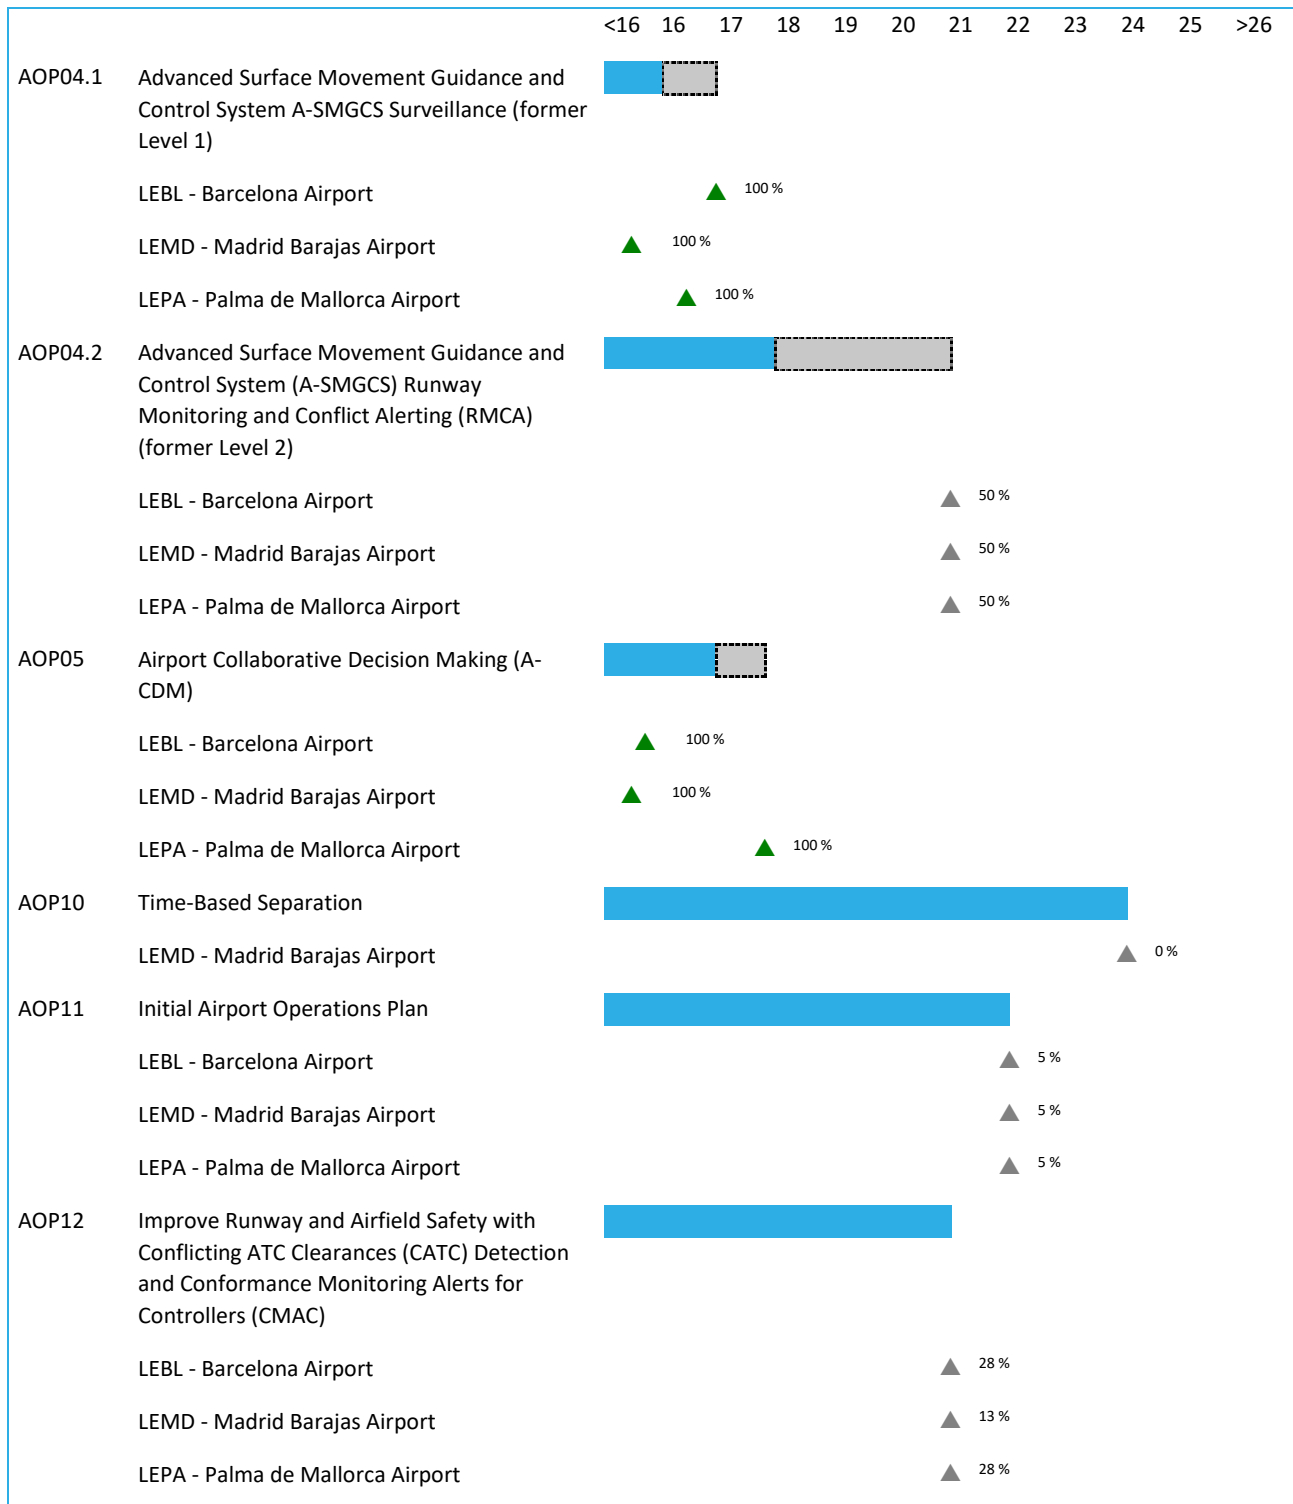 <16 16 17 18 19 20 21 22 23 24 25 >26
AOP04.1 Advanced Surface Movement Guidance and
Control System A-SMGCS Surveillance (former
Level 1)
LEBL - Barcelona Airport 100 %
LEMD - Madrid Barajas Airport 100 %
LEPA - Palma de Mallorca Airport 100 %
AOP04.2 Advanced Surface Movement Guidance and
Control System (A-SMGCS) Runway
Monitoring and Conflict Alerting (RMCA)
(former Level 2)
LEBL - Barcelona Airport 50 %
LEMD - Madrid Barajas Airport 50 %
LEPA - Palma de Mallorca Airport 50 %
AOP05 Airport Collaborative Decision Making (A-
CDM)
LEBL - Barcelona Airport 100 %
LEMD - Madrid Barajas Airport 100 %
LEPA - Palma de Mallorca Airport 100 %
AOP10 Time-Based Separation
LEMD - Madrid Barajas Airport 0 %
AOP11 Initial Airport Operations Plan
LEBL - Barcelona Airport 5 %
LEMD - Madrid Barajas Airport 5 %
LEPA - Palma de Mallorca Airport 5 %
AOP12 Improve Runway and Airfield Safety with
Conflicting ATC Clearances (CATC) Detection
and Conformance Monitoring Alerts for
Controllers (CMAC)
LEBL - Barcelona Airport 28 %
LEMD - Madrid Barajas Airport 13 %
LEPA - Palma de Mallorca Airport 28 %